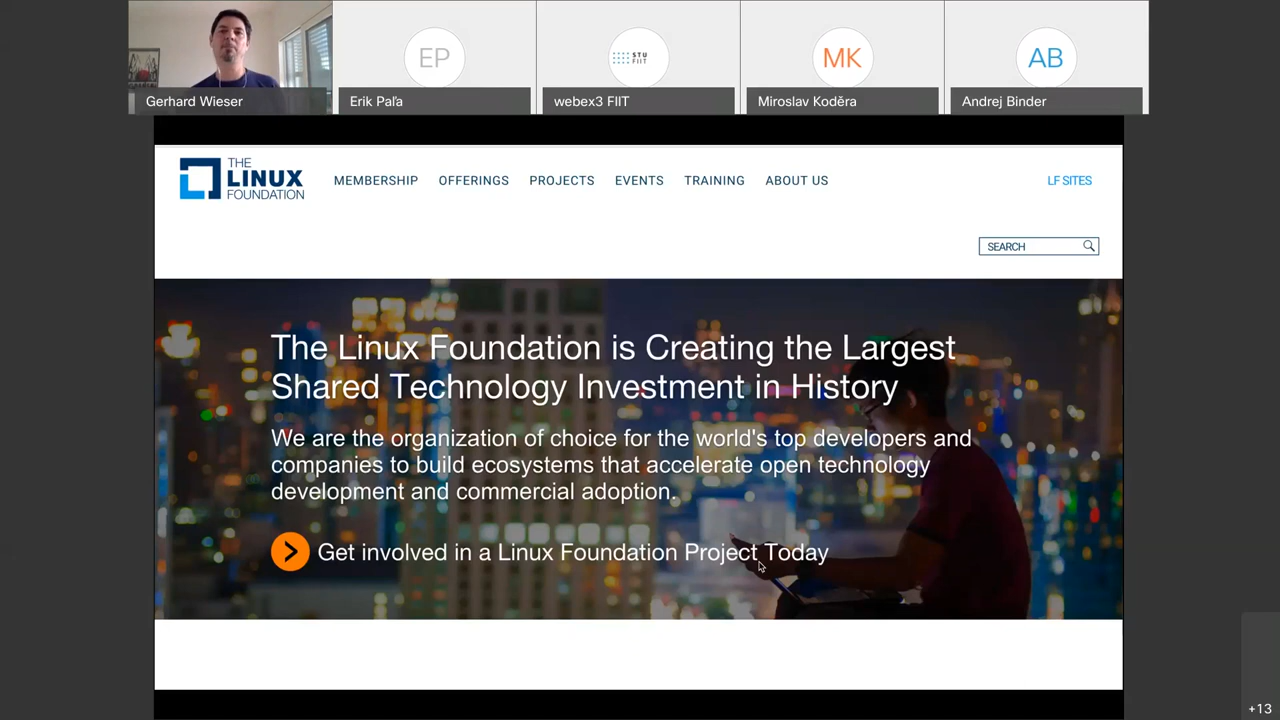 EP
STU
FIIT
MK
AB
Gerhard Wieser
Erik Paľa
webex3 FIIT
Miroslav Koděra
Andrej Binder
THE
LINUX
FOUNDATION
MEMBERSHIP OFFERINGS PROJECTS EVENTS TRAINING ABOUT US
LF SITES
SEARCH
The Linux Foundation is Creating the Largest
Shared Technology Investment in History
We are the organization of choice for the world's top developers and
companies to build ecosystems that accelerate open technology
development and commercial adoption.
Get involved in a Linux Foundation Project Today
+13